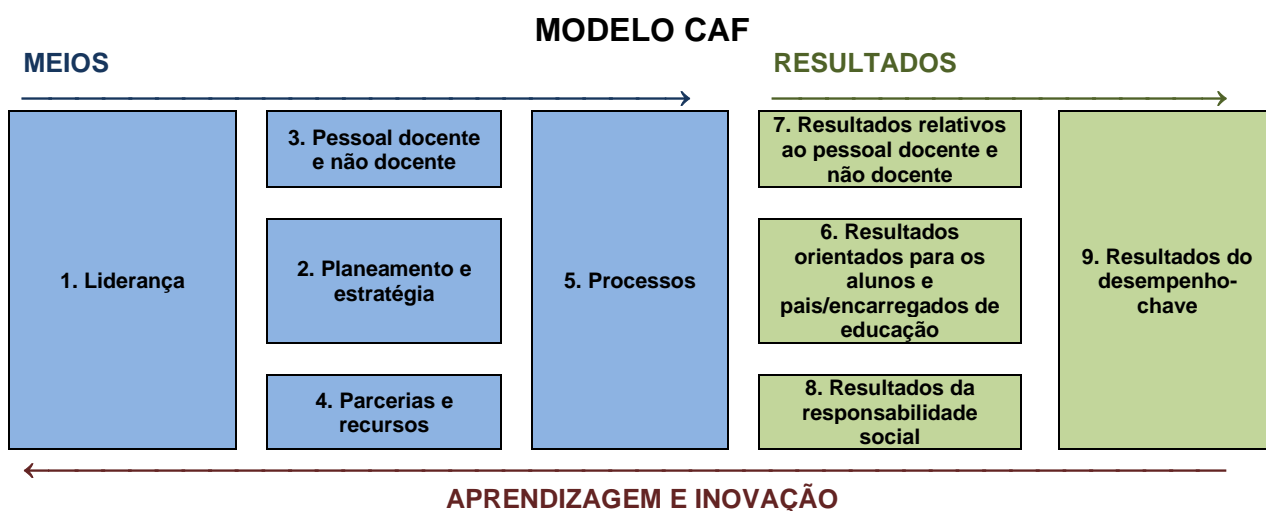 MODELO CAF
MEIOS
RESULTADOS
1. Liderança
3. Pessoal docente
e não docente
2. Planeamento e
estratégia
4. Parcerias e
recursos
5. Processos
7. Resultados relativos
ao pessoal docente e
não docente
6. Resultados
orientados para os
alunos e
pais/encarregados de
educação
8. Resultados da
responsabilidade
social
9. Resultados do
desempenho-
chave
APRENDIZAGEM E INOVAÇÃO